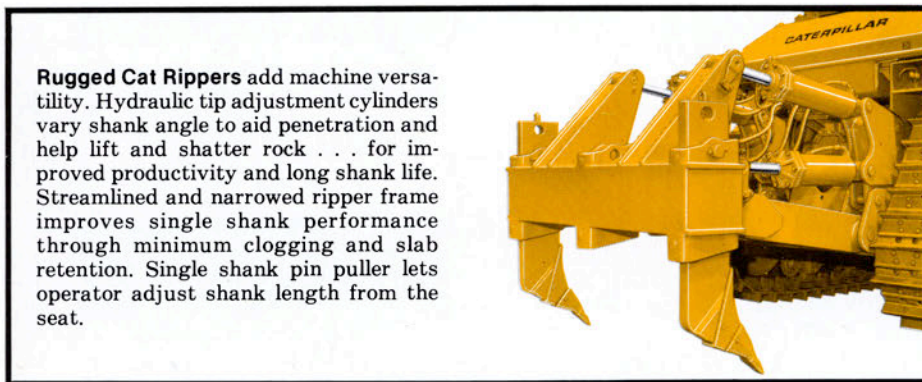 Rugged Cat Rippers add machine versa-
tility. Hydraulic tip adjustment cylinders
vary shank angle to aid penetration and
help lift and shatter rock . . . for im-
proved productivity and long shank life.
Streamlined and narrowed ripper frame
improves single shank performance
through minimum clogging and slab
retention. Single shank pin puller lets
operator adjust shank length from the
seat.
CATERPILLAR